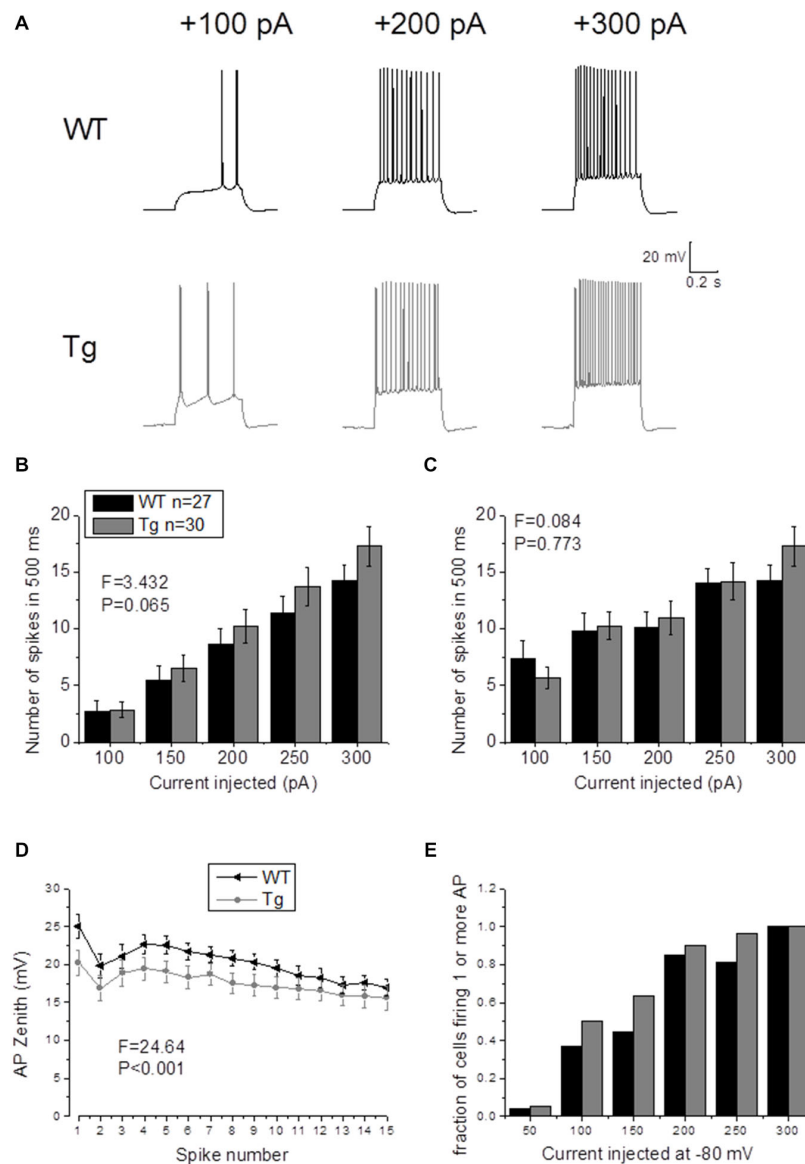 A
+100 pA +200 pA +300 pA
WT
20 mV
0.2 s
Tg
B
Number of spikes in 500 ms
20
15
10
5
0
WT n=27
Tg n=30
F=3.432
P=0.065
100 150 200 250 300
Current injected (pA)
C
Number of spikes in 500 ms
20
15
10
5
0
F=0.084
P=0.773
100 150 200 250 300
Current injected (pA)
D
AP Zenith (mV)
30
25
20
15
10
5
0
WT
Tg
F=24.64
P<0.001
1 2 3 4 5 6 7 8 9 10 11 12 13 14 15
Spike number
E
fraction of cells firing 1 or more AP
1.2
1.0
0.8
0.6
0.4
0.2
0.0
50 100 150 200 250 300
Current injected at -80 mV